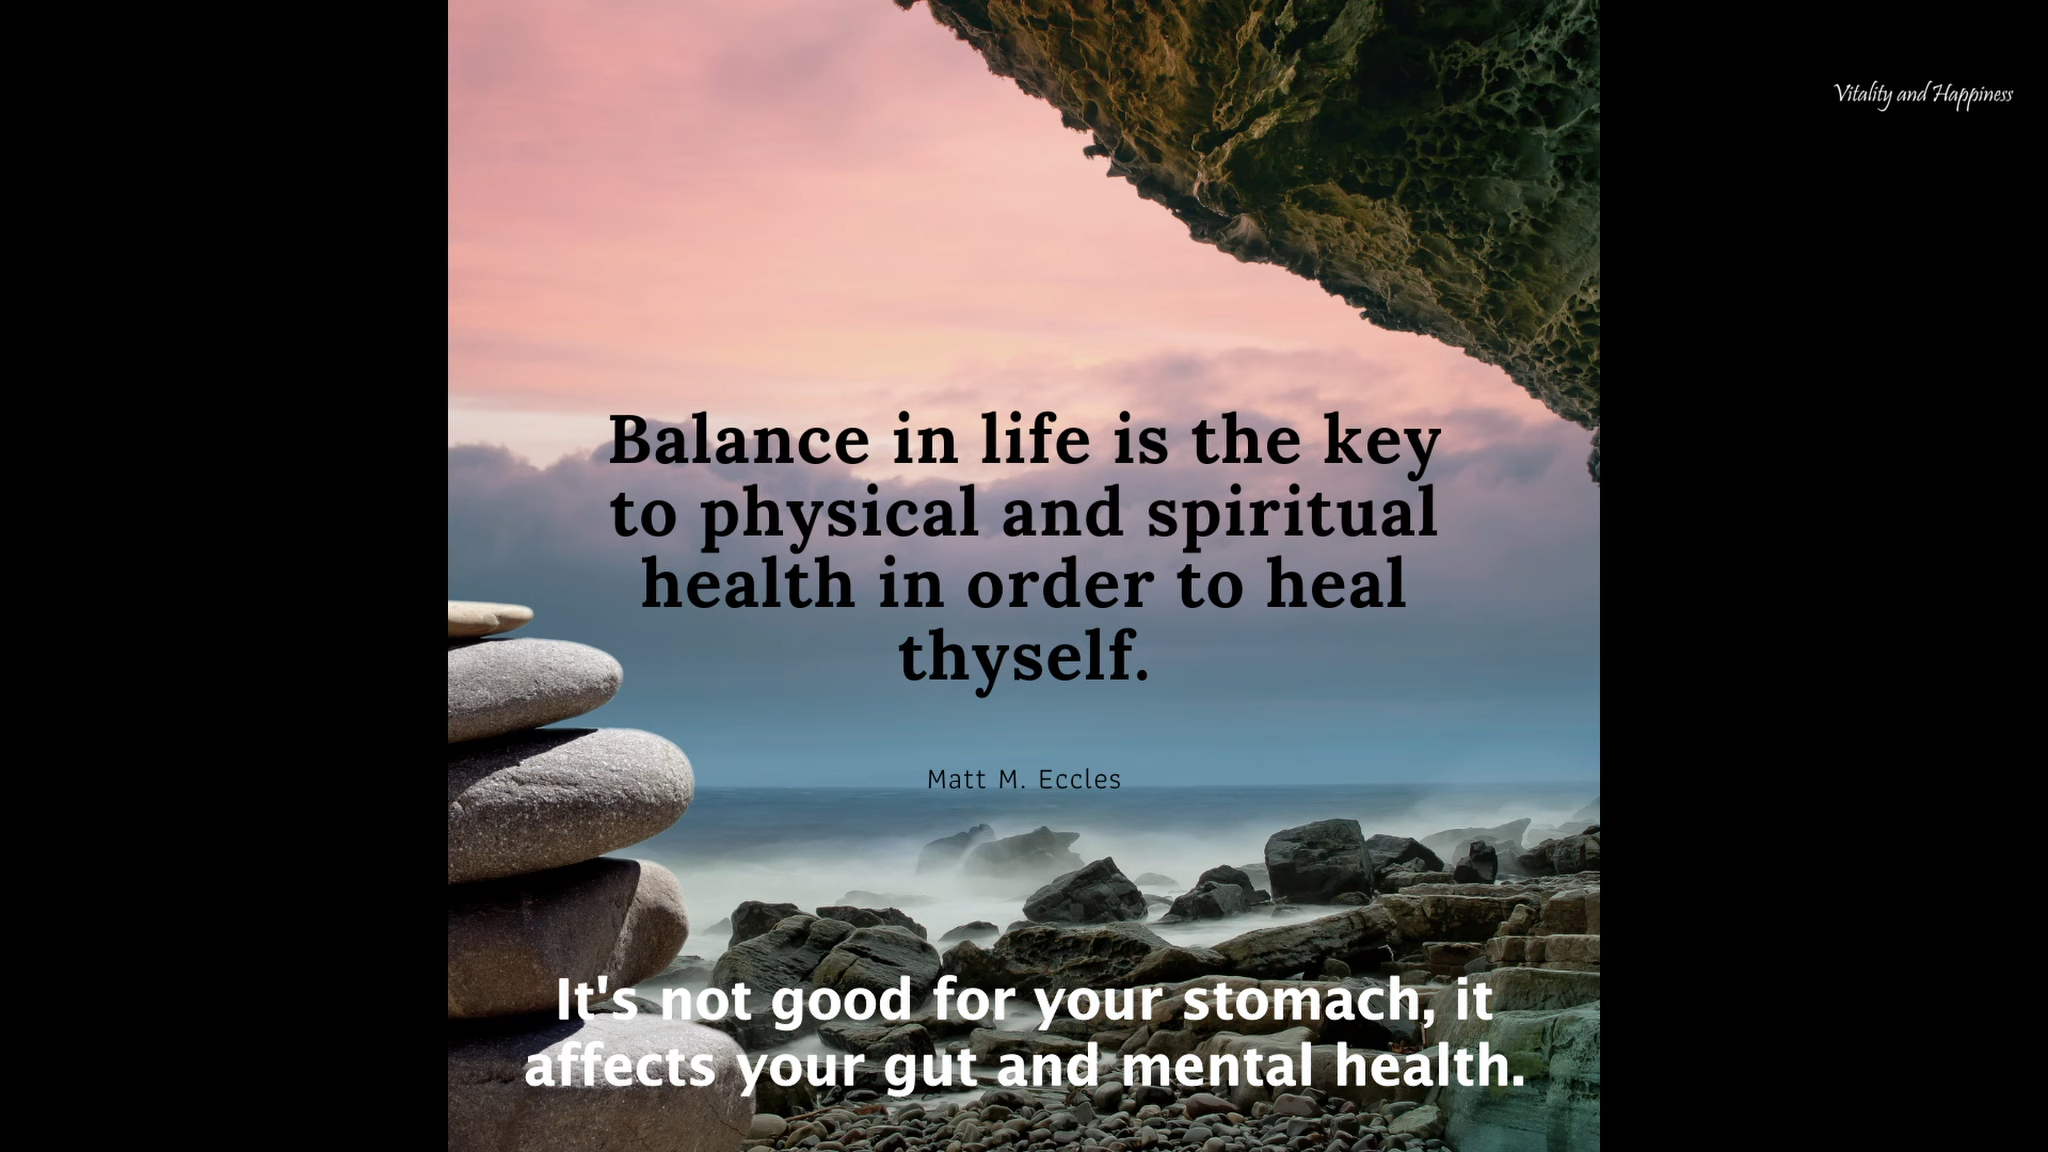 Vitality and Happiness
Balance in life is the key
to physical and spiritual
health in order to heal
thyself.
Matt M. Eccles
It's not good for your stomach, it
affects your gut and mental health.